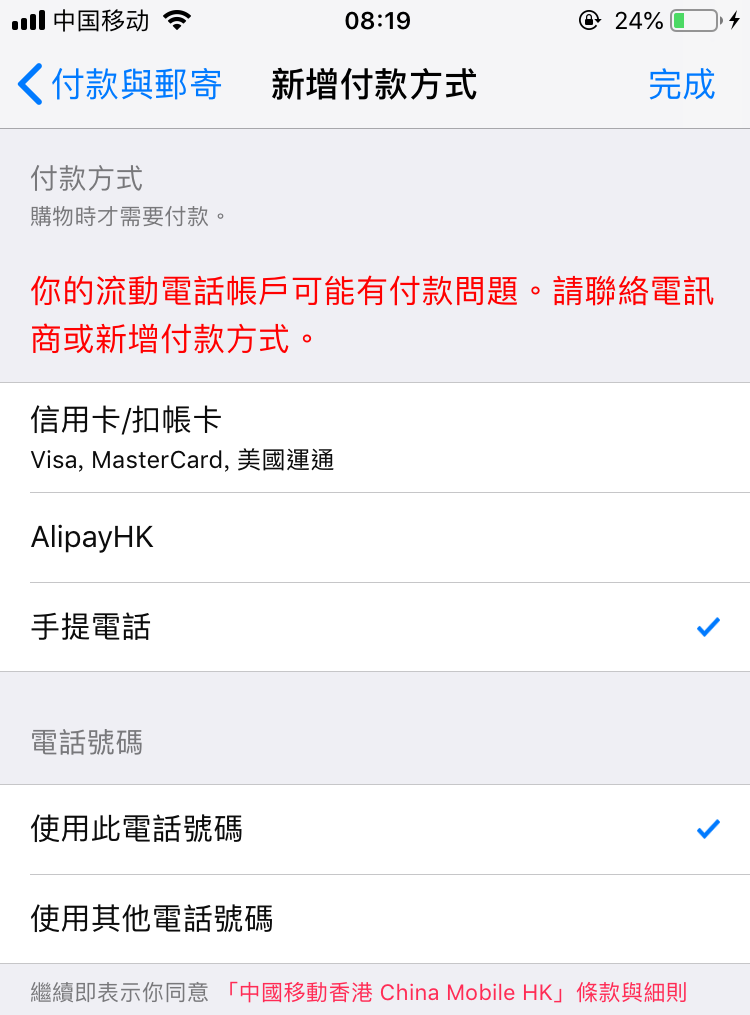 中国移动 08:19 24%
付款與郵寄 新增付款方式 完成
付款方式
購物時才需要付款。
你的流動電話帳戶可能有付款問題。請聯絡電訊
商或新增付款方式。
信用卡/扣帳卡
Visa, MasterCard, 美國運通
AlipayHK
手提電話
電話號碼
使用此電話號碼
使用其他電話號碼
繼續即表示你同意 「中國移動香港 China Mobile HK」條款與細則